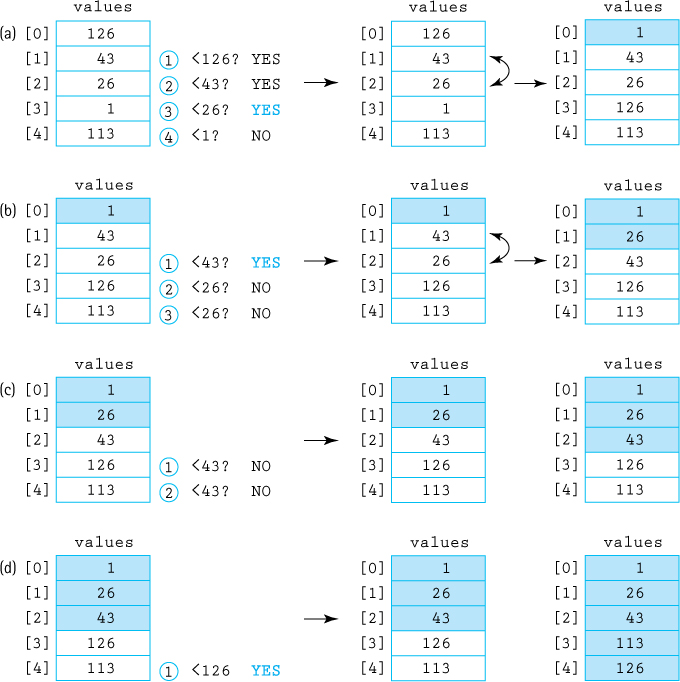 values values values
(a) [0] 126 [0] 126 [0] 1
[1] 43 1 <126? YES [1] 43 [1] 43
[2] 26 2 <43? YES [2] 26 [2] 26
[3] 1 3 <26? YES [3] 1 [3] 126
[4] 113 4 <1? NO [4] 113 [4] 113
values values values
(b) [0] 1 [0] 1 [0] 1
[1] 43 [1] 43 [1] 26
[2] 26 1 <43? YES [2] 26 [2] 43
[3] 126 2 <26? NO [3] 126 [3] 126
[4] 113 3 <26? NO [4] 113 [4] 113
values values values
(c) [0] 1 [0] 1 [0] 1
[1] 26 [1] 26 [1] 26
[2] 43 [2] 43 [2] 43
[3] 126 1 <43? NO [3] 126 [3] 126
[4] 113 2 <43? NO [4] 113 [4] 113
values values values
(d) [0] 1 [0] 1 [0] 1
[1] 26 [1] 26 [1] 26
[2] 43 [2] 43 [2] 43
[3] 126 [3] 126 [3] 113
[4] 113 1 <126 YES [4] 113 [4] 126